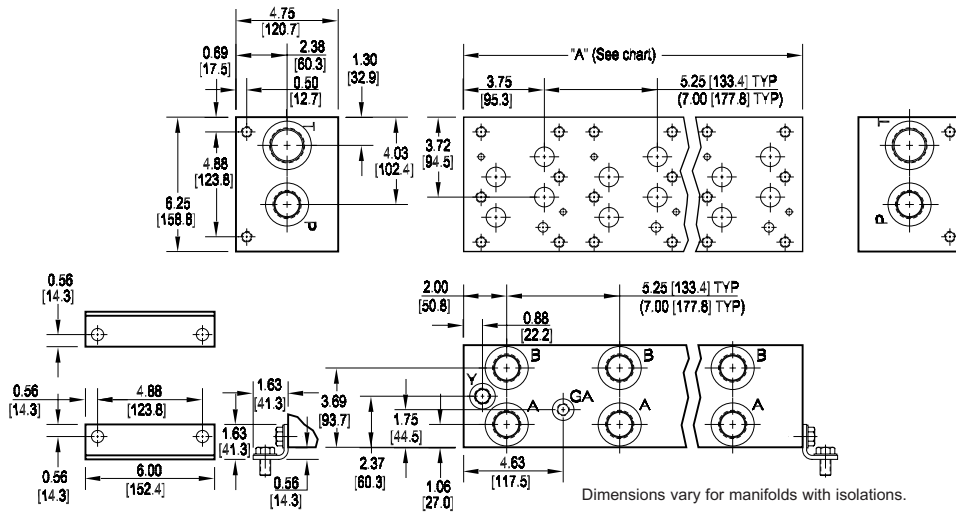 4.75
[120.7]
0.69
[17.5]
2.38
[60.3]
0.50
[12.7]
1.30
[32.9]
"A" (See chart)
3.75
[95.3]
5.25 [133.4] TYP
(7.00 [177.8] TYP)
T
P
4.88
[123.8]
6.25
[158.8]
4.03
[102.4]
3.72
[94.5]
T
P
0.56
[14.3]
2.00
[50.8]
5.25 [133.4] TYP
(7.00 [177.8] TYP)
0.88
[22.2]
B
B
B
Y
GA
A
A
A
0.56
[14.3]
4.88
[123.8]
1.63
[41.3]
3.69
[93.7]
1.63
[41.3]
1.75
[44.5]
0.56
[14.3]
6.00
[152.4]
0.56
[14.3]
2.37
[60.3]
1.06
[27.0]
4.63
[117.5]
Dimensions vary for manifolds with isolations.